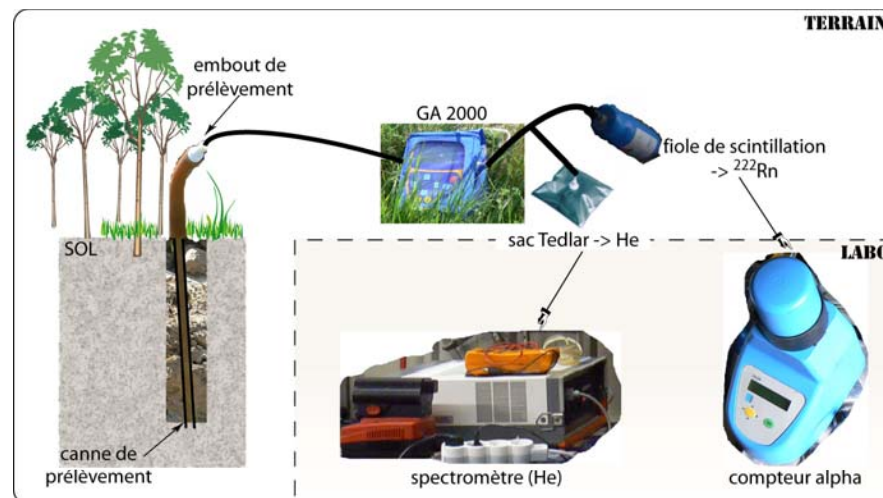 TERRAIN
embout de
prélèvement
GA 2000
fiole de scintillation
-> ²²²Rn
SOL
sac Tedlar -> He
LABO
canne de
prélèvement
spectromètre (He)
compteur alpha